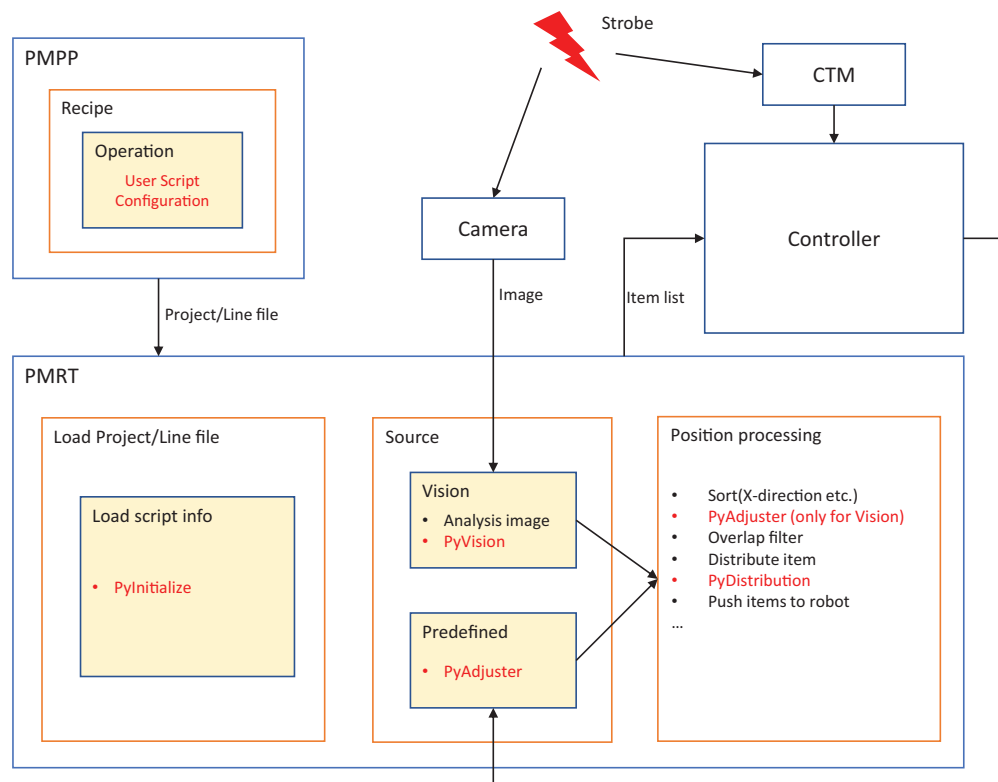 Strobe
PMPP
Recipe
Operation
User Script
Configuration
CTM
Camera
Controller
Project/Line file
Image
Item list
PMRT
Load Project/Line file
Load script info
• PyInitialize
Source
Vision
• Analysis image
• PyVision
Predefined
• PyAdjuster
Position processing
• Sort(X-direction etc.)
• PyAdjuster (only for Vision)
• Overlap filter
• Distribute item
• PyDistribution
• Push items to robot
...